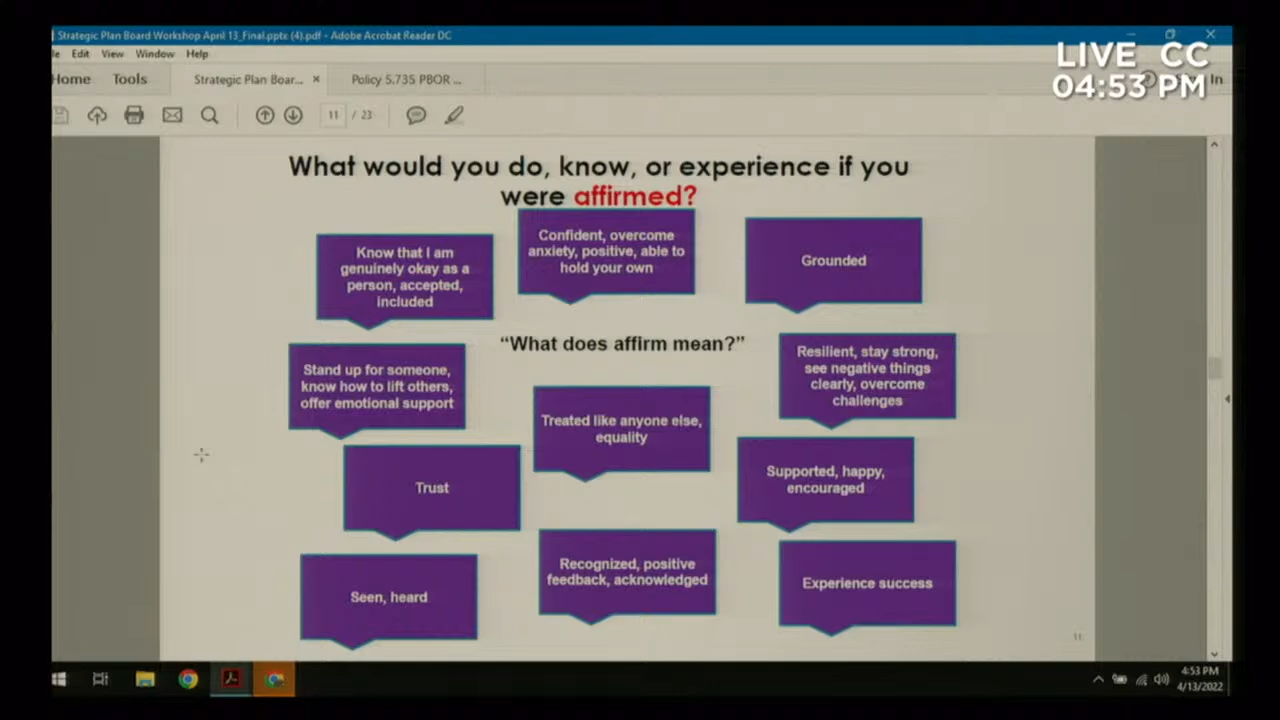 Strategic Plan Board Workshop April 13_Final.pptx (4).pdf - Adobe Acrobat Reader DC
Edit View Window Help
LIVE CC
04:53 PM
Home Tools Strategic Plan Boar... × Policy 5.735 PBOR ... In
11 / 23
What would you do, know, or experience if you
were affirmed?
Know that I am
genuinely okay as a
person, accepted,
included
Confident, overcome
anxiety, positive, able to
hold your own
Grounded
“What does affirm mean?”
Stand up for someone,
know how to lift others,
offer emotional support
Treated like anyone else,
equality
Resilient, stay strong,
see negative things
clearly, overcome
challenges
Trust
Supported, happy,
encouraged
Seen, heard
Recognized, positive
feedback, acknowledged
Experience success
11
4:53 PM
4/13/2022